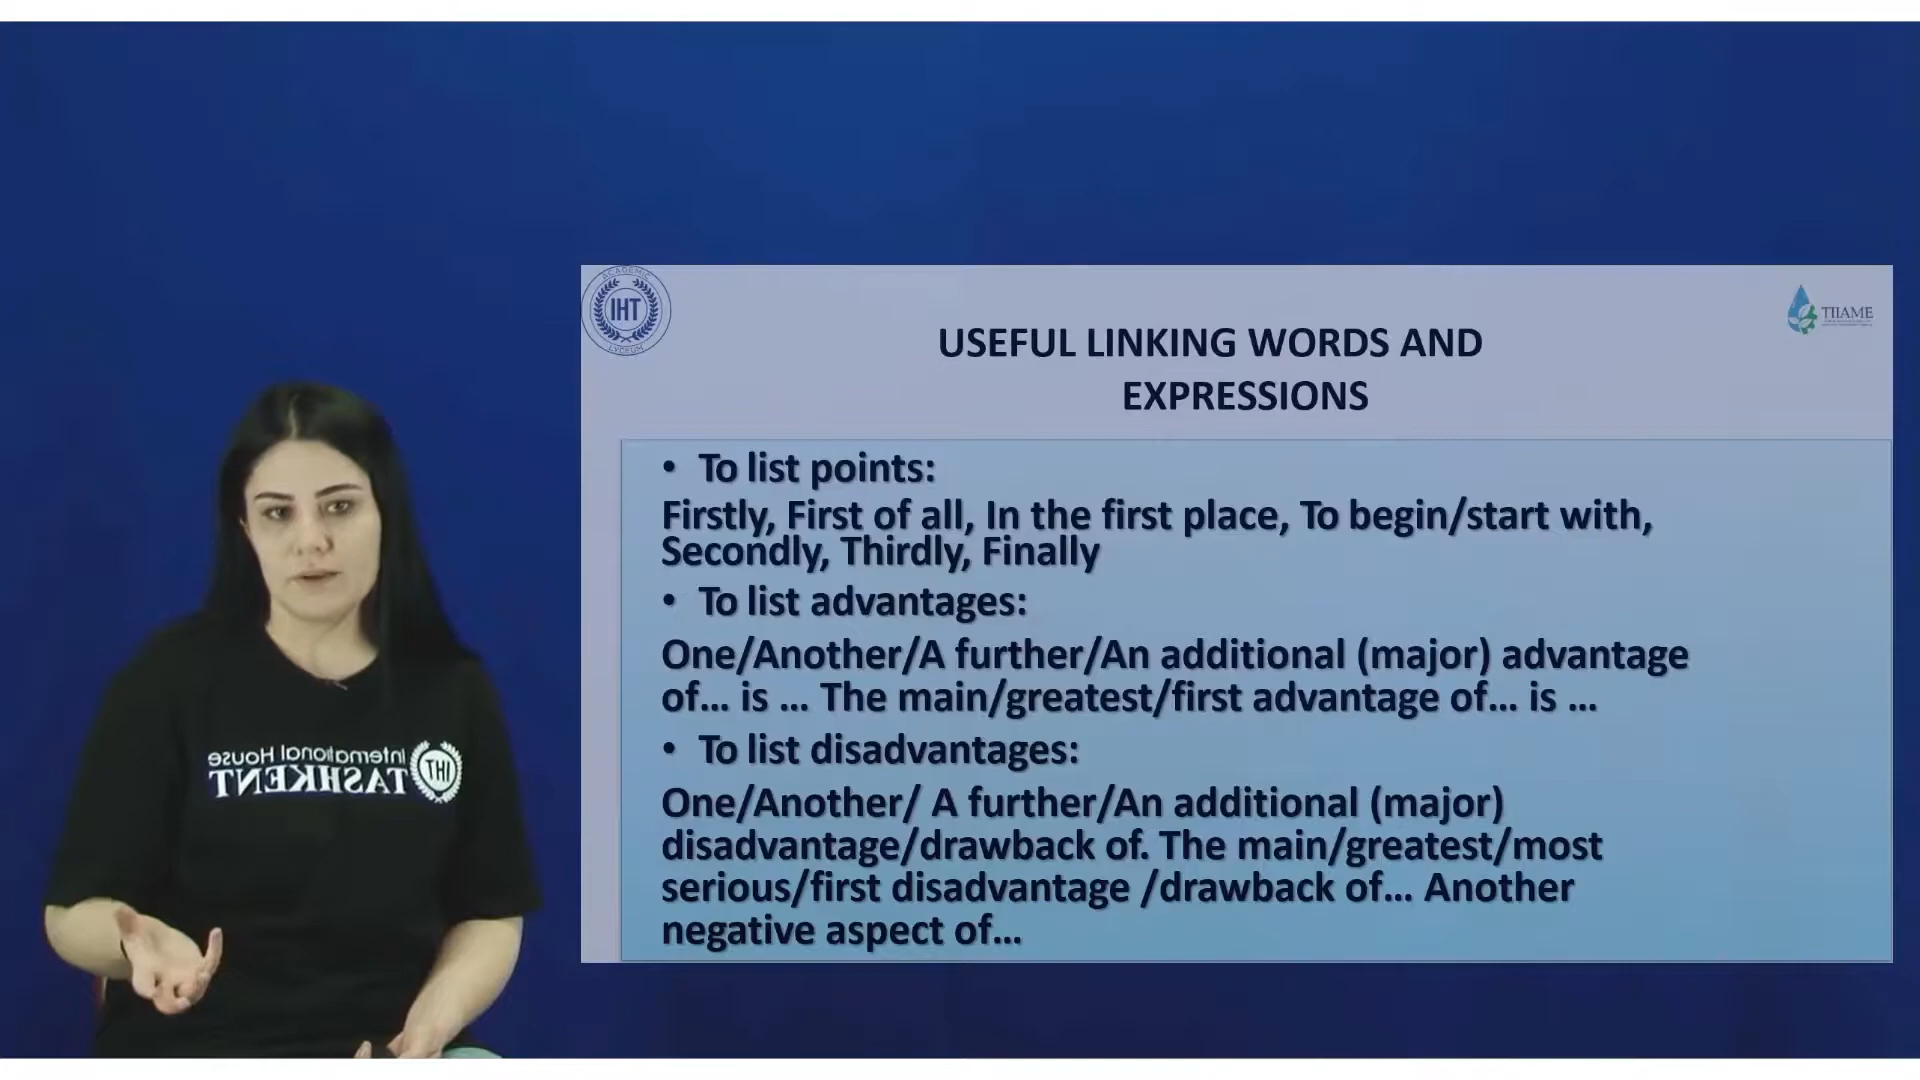 ACADEMIC
IHT
LYCEUM
TIIAME
USEFUL LINKING WORDS AND
EXPRESSIONS
• To list points:
Firstly, First of all, In the first place, To begin/start with,
Secondly, Thirdly, Finally
• To list advantages:
One/Another/A further/An additional (major) advantage
of... is ... The main/greatest/first advantage of... is ...
• To list disadvantages:
One/Another/ A further/An additional (major)
disadvantage/drawback of. The main/greatest/most
serious/first disadvantage /drawback of... Another
negative aspect of...
International House
TASHKENT
IHT